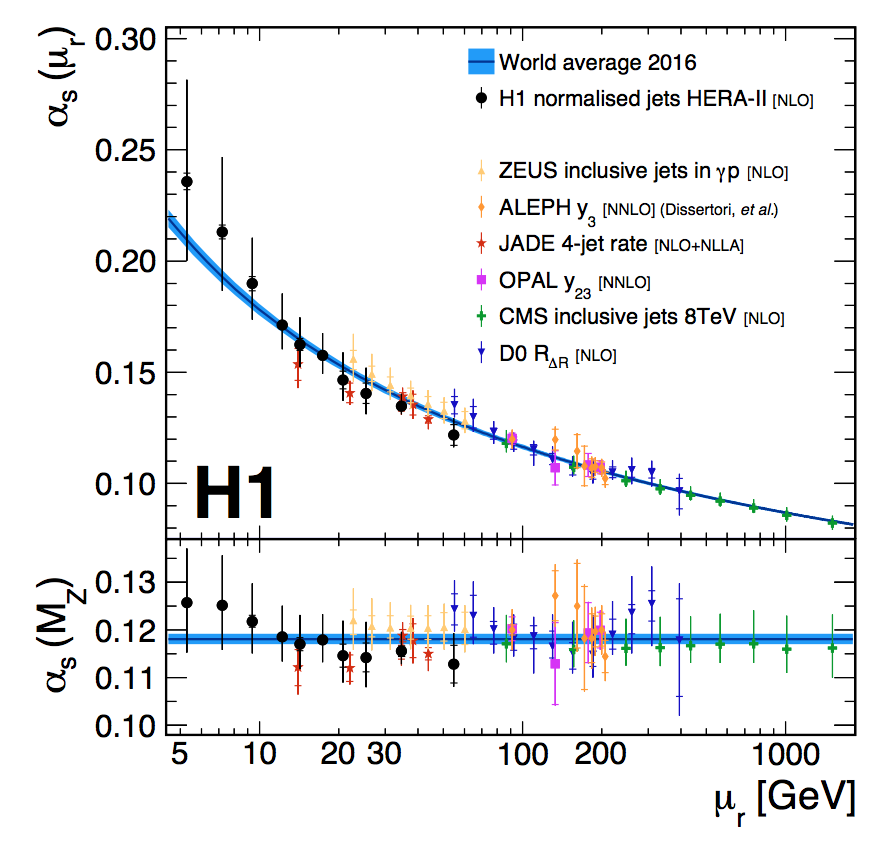 α_s (μ_r)
0.30
0.25
0.20
0.15
0.10
World average 2016
H1 normalised jets HERA-II [NLO]
ZEUS inclusive jets in γp [NLO]
ALEPH y_3 [NNLO] (Dissertori, et al.)
JADE 4-jet rate [NLO+NLLA]
OPAL y_23 [NNLO]
CMS inclusive jets 8TeV [NLO]
D0 R_ΔR [NLO]
H1
α_s (M_Z)
0.13
0.12
0.11
0.10
5 10 20 30 100 200 1000
μ_r [GeV]